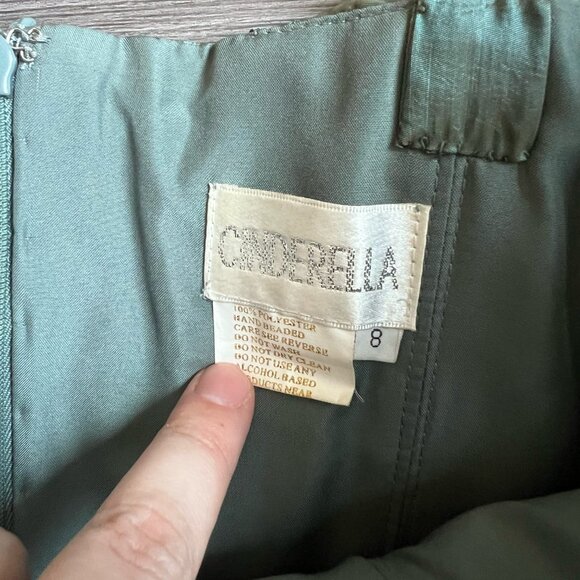 CINDERELLA
8
100% POLYESTER
HAND BEADED
CARE SEE REVERSE
DO NOT WASH
DO NOT DRY CLEAN
DO NOT USE ANY
ALCOHOL BASED
PRODUCTS NEAR